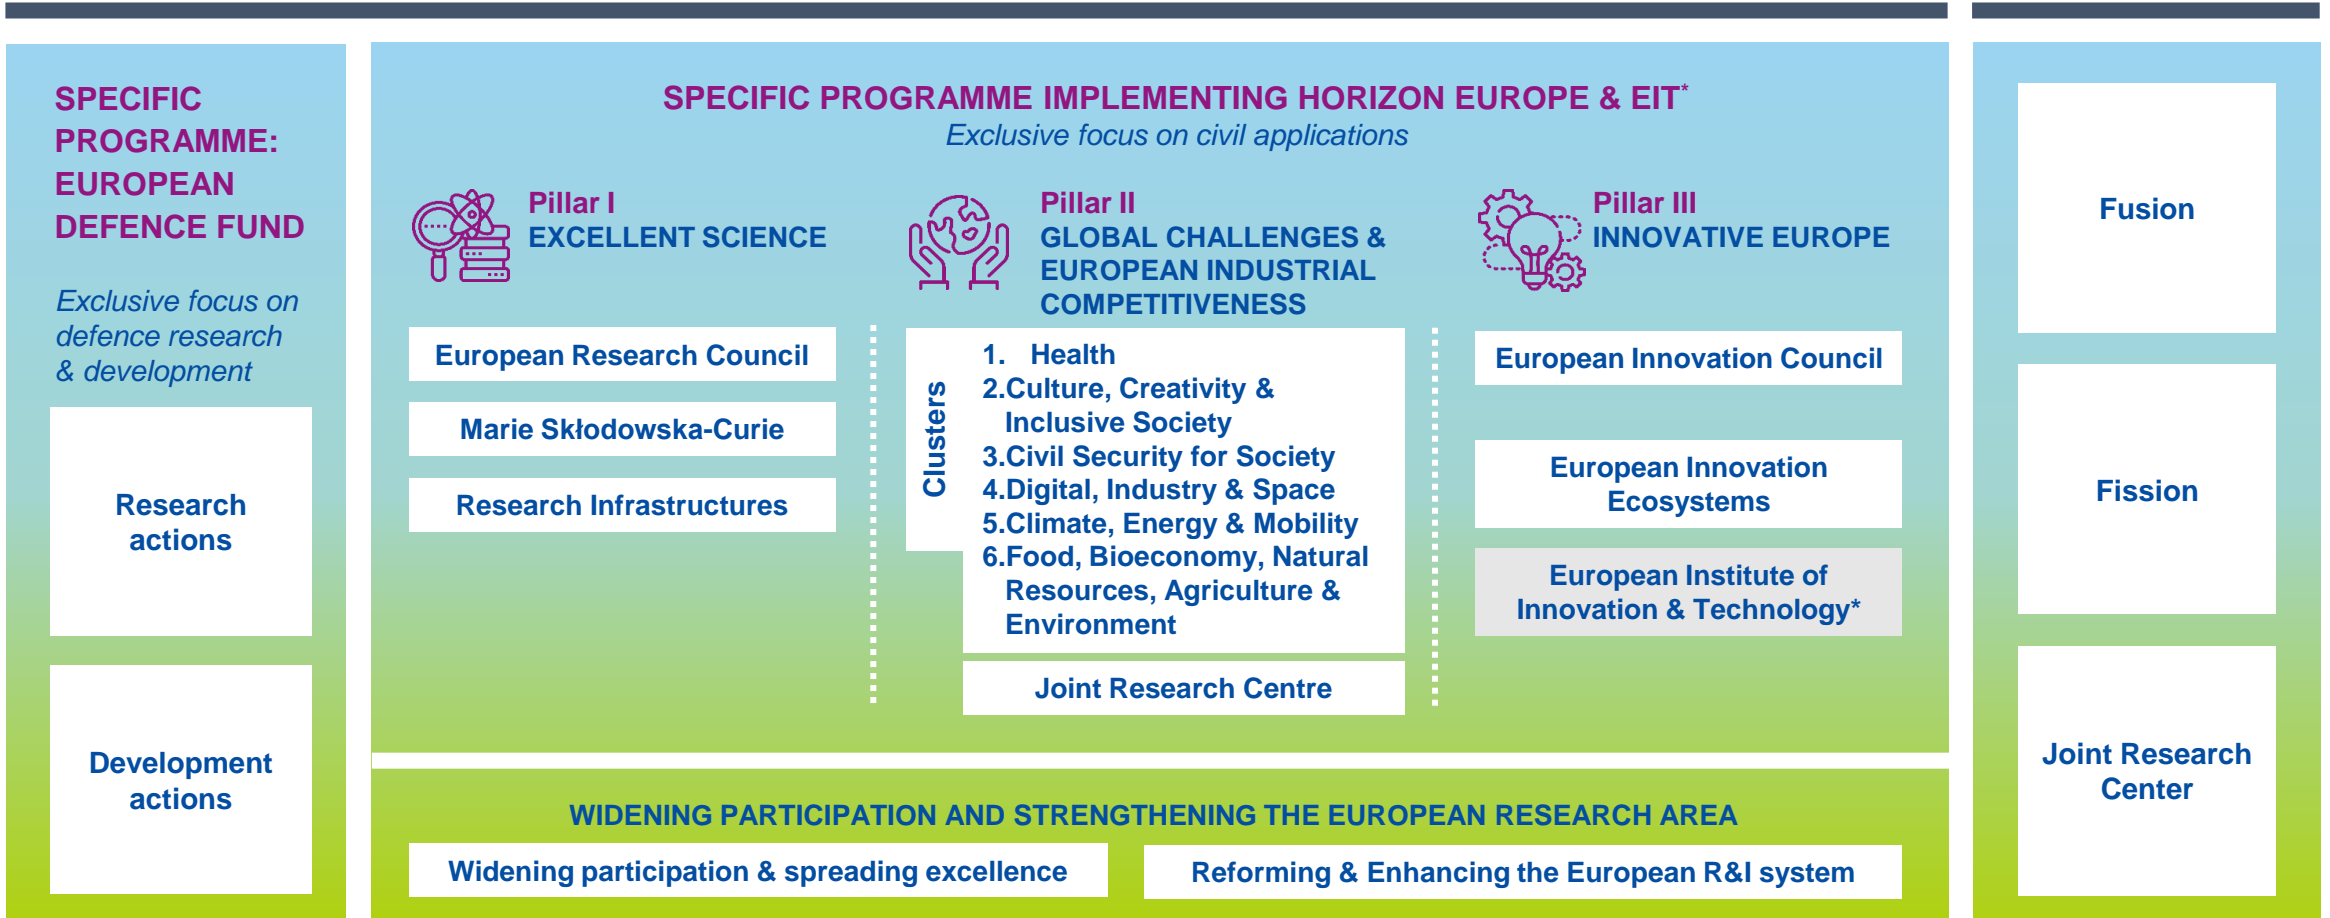 SPECIFIC
PROGRAMME:
EUROPEAN
DEFENCE FUND
Exclusive focus on
defence research
& development
Research
actions
Development
actions
SPECIFIC PROGRAMME IMPLEMENTING HORIZON EUROPE & EIT*
Exclusive focus on civil applications
Pillar I
EXCELLENT SCIENCE
European Research Council
Marie Skłodowska-Curie
Research Infrastructures
Pillar II
GLOBAL CHALLENGES &
EUROPEAN INDUSTRIAL
COMPETITIVENESS
Clusters
1. Health
2.Culture, Creativity &
Inclusive Society
3.Civil Security for Society
4.Digital, Industry & Space
5.Climate, Energy & Mobility
6.Food, Bioeconomy, Natural
Resources, Agriculture &
Environment
Joint Research Centre
Pillar III
INNOVATIVE EUROPE
European Innovation Council
European Innovation
Ecosystems
European Institute of
Innovation & Technology*
WIDENING PARTICIPATION AND STRENGTHENING THE EUROPEAN RESEARCH AREA
Widening participation & spreading excellence
Reforming & Enhancing the European R&I system
Fusion
Fission
Joint Research
Center